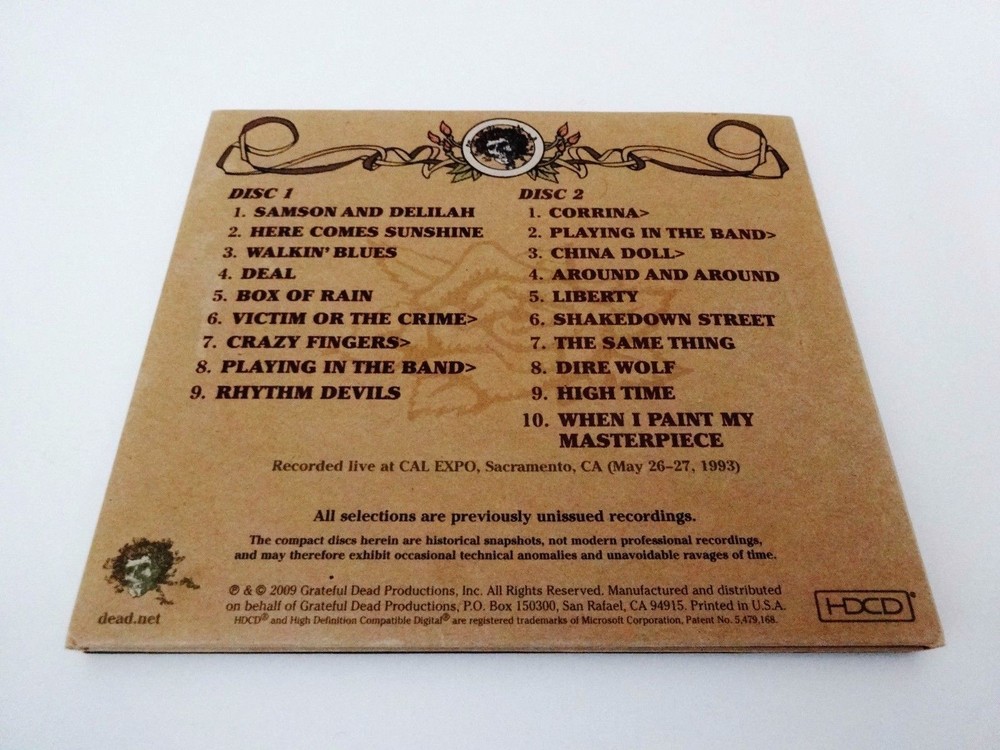 DISC 1
1. SAMSON AND DELILAH
2. HERE COMES SUNSHINE
3. WALKIN' BLUES
4. DEAL
5. BOX OF RAIN
6. VICTIM OR THE CRIME>
7. CRAZY FINGERS>
8. PLAYING IN THE BAND>
9. RHYTHM DEVILS
DISC 2
1. CORRINA>
2. PLAYING IN THE BAND>
3. CHINA DOLL>
4. AROUND AND AROUND
5. LIBERTY
6. SHAKEDOWN STREET
7. THE SAME THING
8. DIRE WOLF
9. HIGH TIME
10. WHEN I PAINT MY
MASTERPIECE
Recorded live at CAL EXPO, Sacramento, CA (May 26–27, 1993)
All selections are previously unissued recordings.
The compact discs herein are historical snapshots, not modern professional recordings,
and may therefore exhibit occasional technical anomalies and unavoidable ravages of time.
℗ & © 2009 Grateful Dead Productions, Inc. All Rights Reserved. Manufactured and distributed
on behalf of Grateful Dead Productions, P.O. Box 150300, San Rafael, CA 94915. Printed in U.S.A.
HDCD® and High Definition Compatible Digital® are registered trademarks of Microsoft Corporation, Patent No. 5,479,168.
dead.net
HDCD®